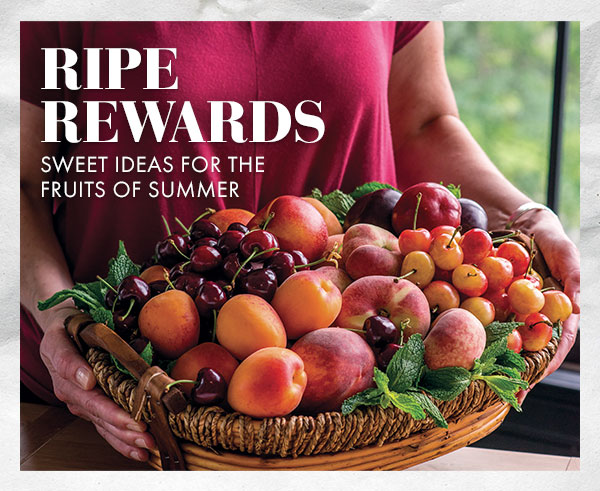 RIPE
REWARDS
SWEET IDEAS FOR THE
FRUITS OF SUMMER